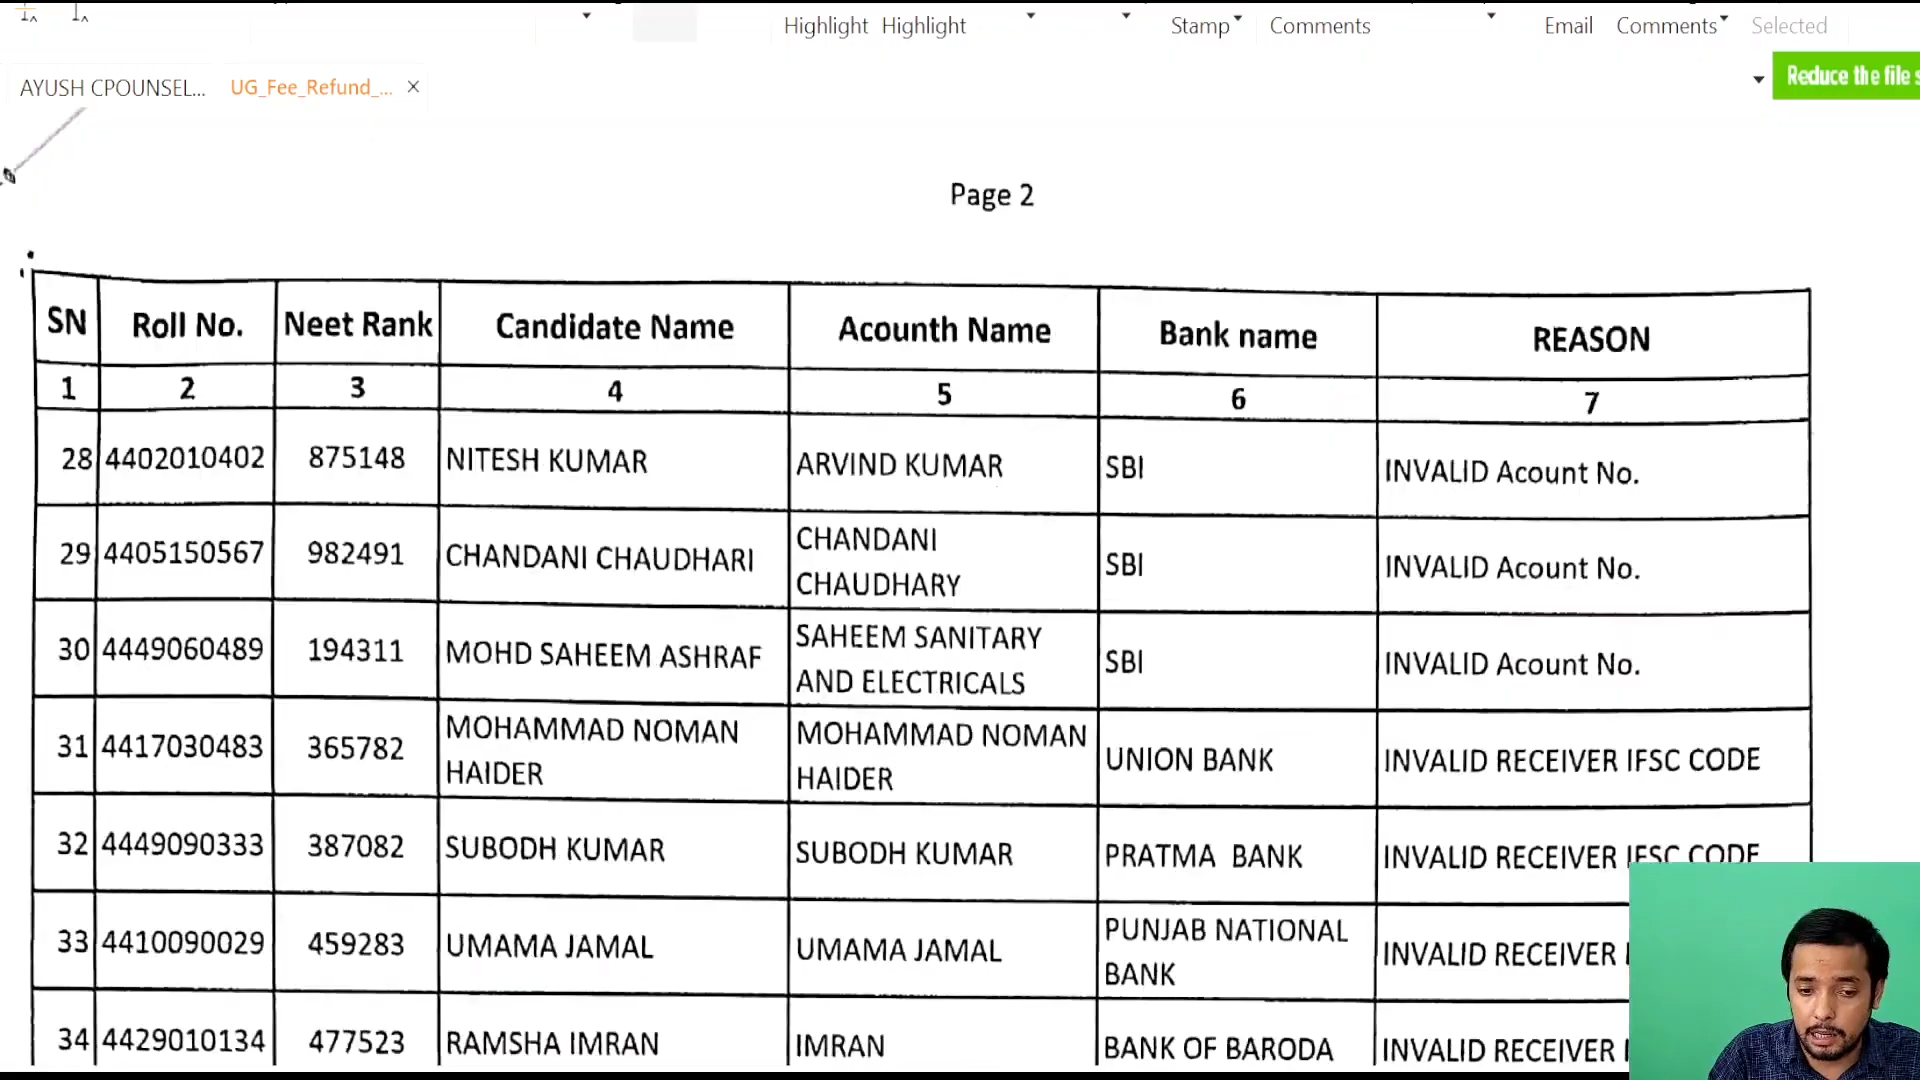 Highlight Highlight Stamp Comments Email Comments Selected
AYUSH CPOUNSEL... UG_Fee_Refund_... Reduce the file s
Page 2
SN Roll No. Neet Rank Candidate Name Acounth Name Bank name REASON
1 2 3 4 5 6 7
28 4402010402 875148 NITESH KUMAR ARVIND KUMAR SBI INVALID Acount No.
29 4405150567 982491 CHANDANI CHAUDHARI CHANDANI CHAUDHARY SBI INVALID Acount No.
30 4449060489 194311 MOHD SAHEEM ASHRAF SAHEEM SANITARY AND ELECTRICALS SBI INVALID Acount No.
31 4417030483 365782 MOHAMMAD NOMAN HAIDER MOHAMMAD NOMAN HAIDER UNION BANK INVALID RECEIVER IFSC CODE
32 4449090333 387082 SUBODH KUMAR SUBODH KUMAR PRATMA BANK INVALID RECEIVER IFSC CODE
33 4410090029 459283 UMAMA JAMAL UMAMA JAMAL PUNJAB NATIONAL BANK INVALID RECEIVER
34 4429010134 477523 RAMSHA IMRAN IMRAN BANK OF BARODA INVALID RECEIVER